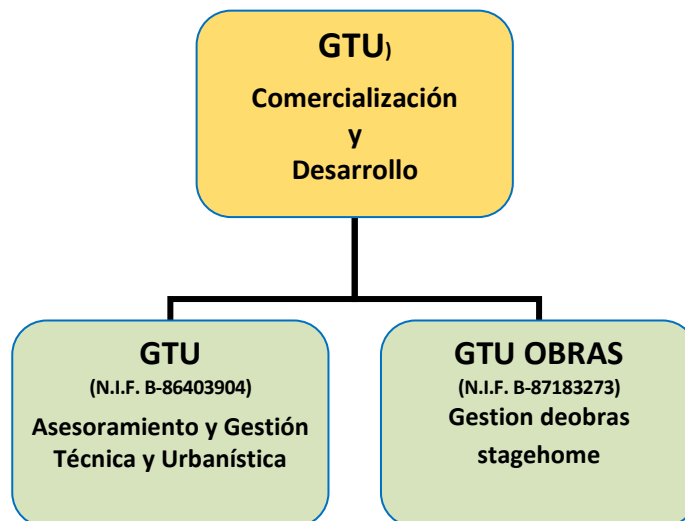 GTU)
Comercialización
y
Desarrollo
GTU
(N.I.F. B-86403904)
Asesoramiento y Gestión
Técnica y Urbanística
GTU OBRAS
(N.I.F. B-87183273)
Gestion deobras
stagehome